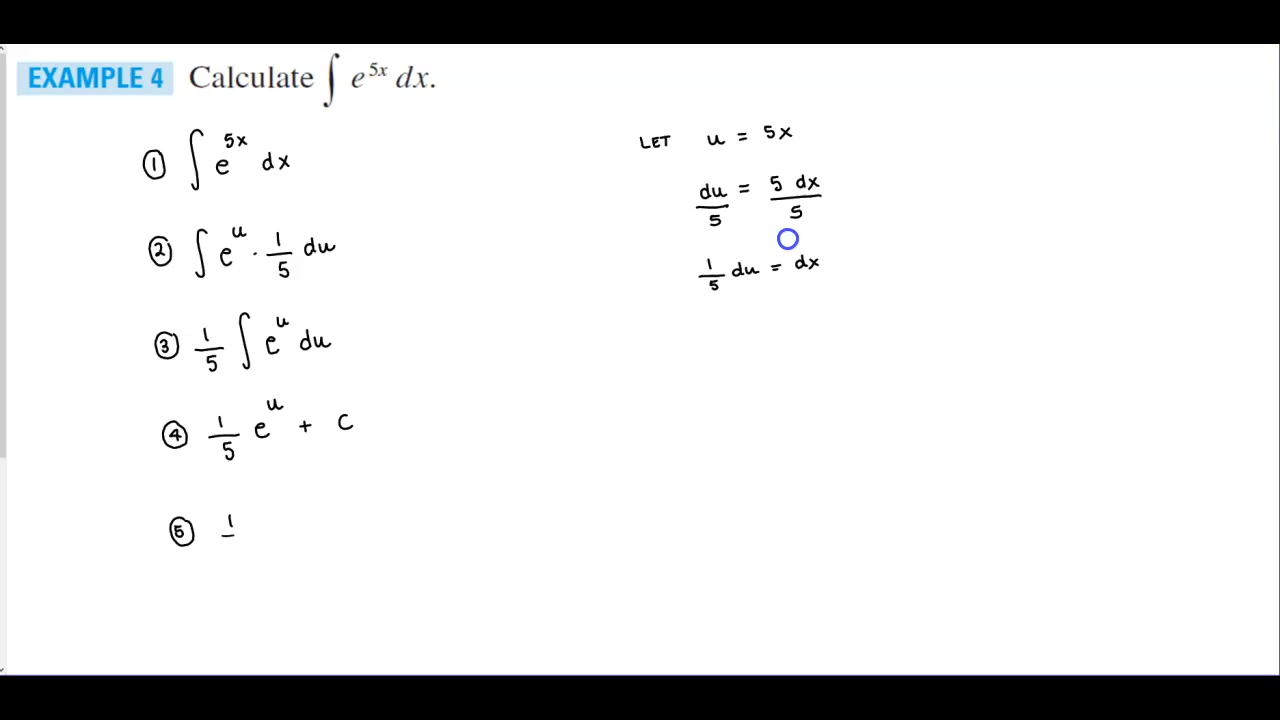 EXAMPLE 4 Calculate ∫ e^{5x} dx.
① ∫ e^{5x} dx
② ∫ e^u · 1/5 du
③ 1/5 ∫ e^u du
④ 1/5 e^u + C
⑤ 1
LET u = 5x
du/5 = 5 dx/5
1/5 du = dx